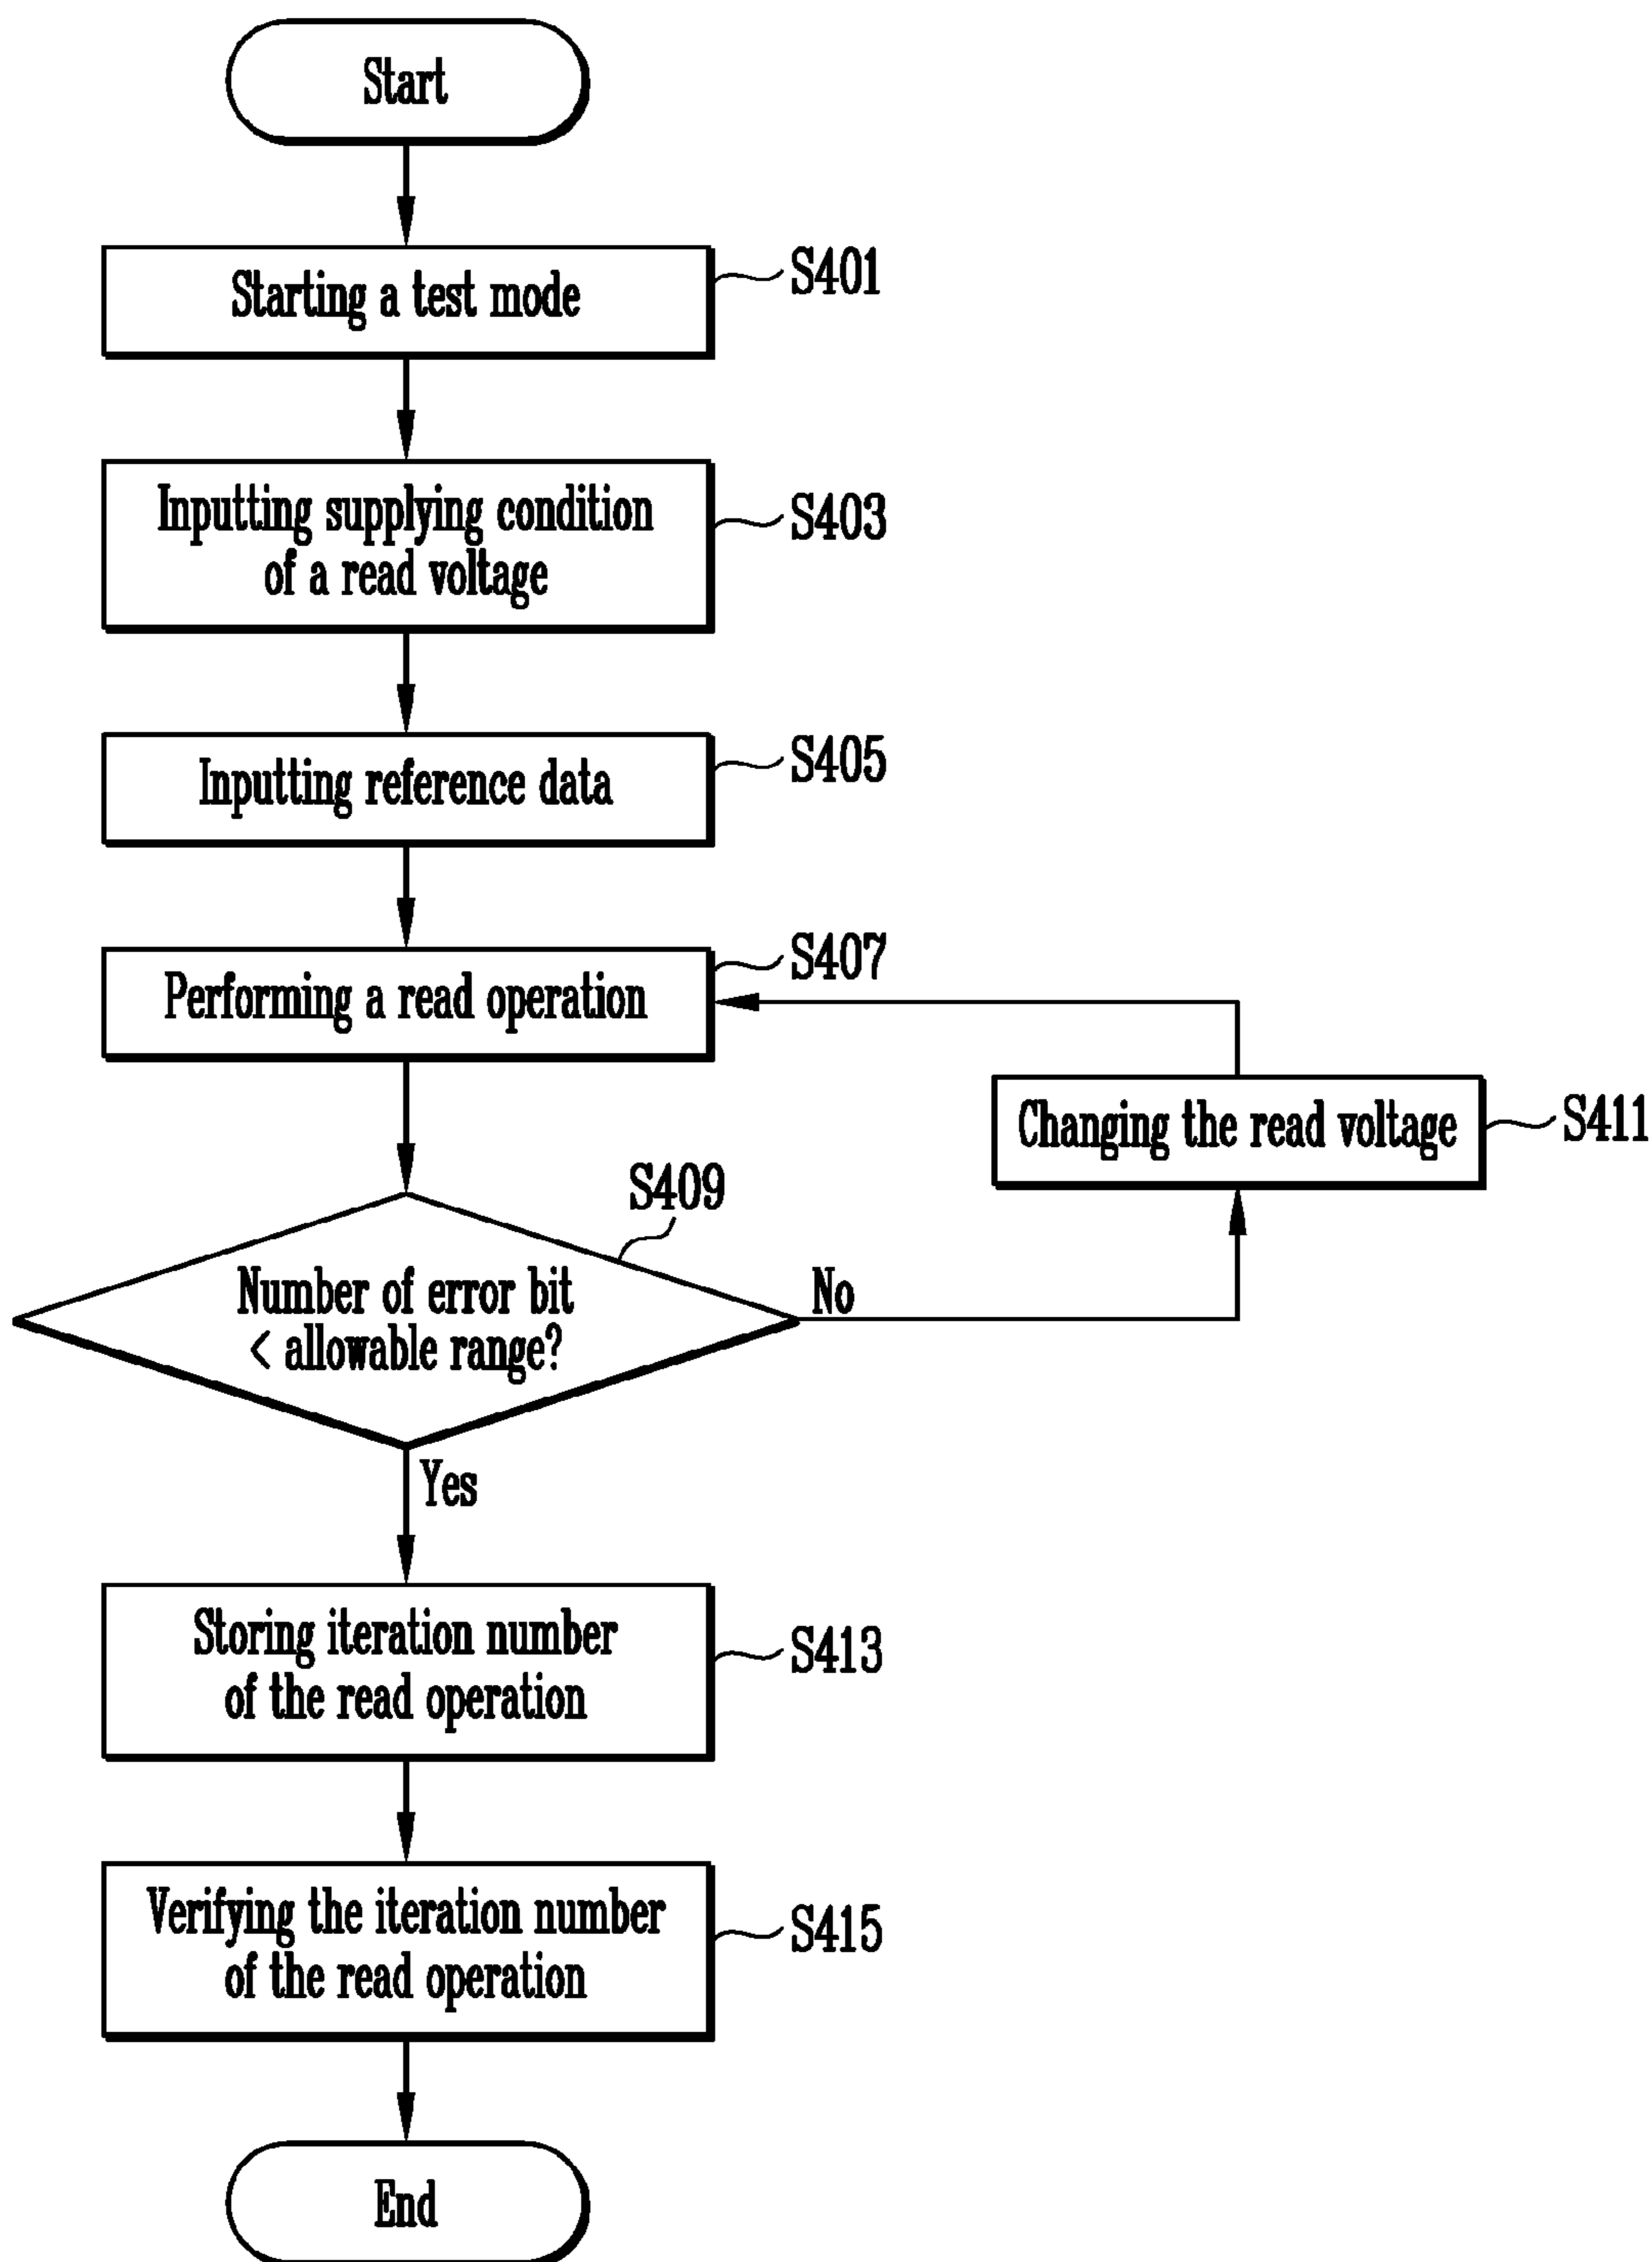 Start
Starting a test mode
S401
Inputting supplying condition
of a read voltage
S403
Inputting reference data
S405
Performing a read operation
S407
Changing the read voltage
S411
S409
Number of error bit
< allowable range?
No
Yes
Storing iteration number
of the read operation
S413
Verifying the iteration number
of the read operation
S415
End